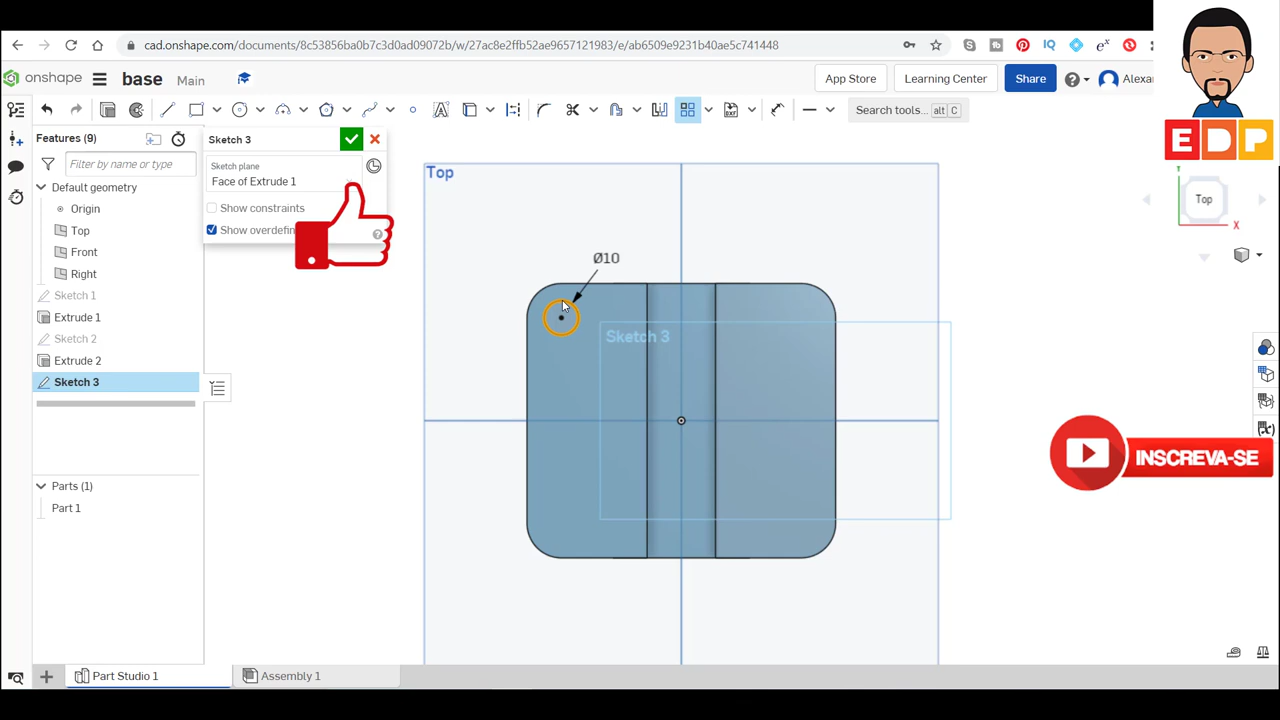 cad.onshape.com/documents/8c53856ba0b7c3d0ad09072b/w/27ac8e2ffb52ae9657121983/e/ab6509e9231b40ae5c741448
onshape
base
Main
App Store
Learning Center
Share
Alexa
Search tools...
alt
C
EDP
Features (9)
Filter by name or type
Default geometry
Origin
Top
Front
Right
Sketch 1
Extrude 1
Sketch 2
Extrude 2
Sketch 3
Parts (1)
Part 1
Sketch 3
Sketch plane
Face of Extrude 1
Show constraints
Show overdefin
Top
Ø10
Sketch 3
Top
Y
X
INSCREVA-SE
Part Studio 1
Assembly 1